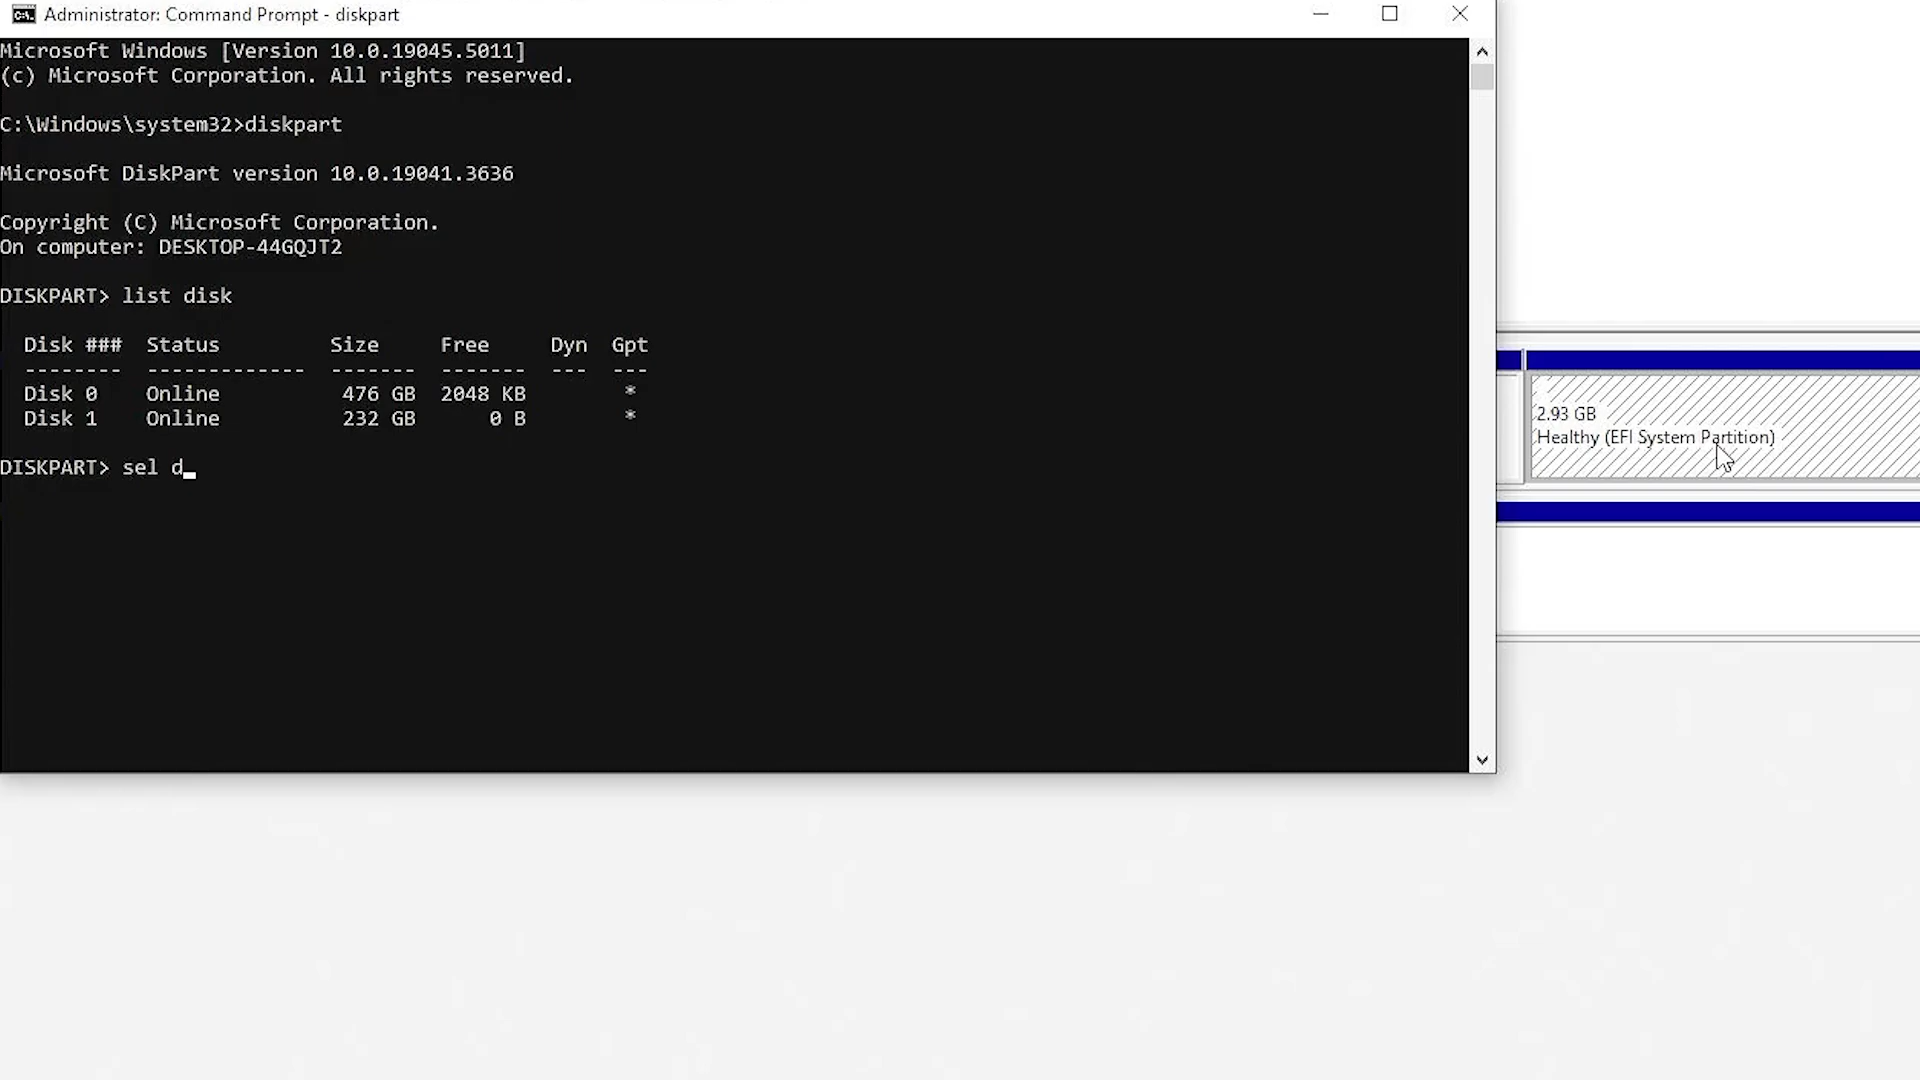 Administrator: Command Prompt - diskpart
Microsoft Windows [Version 10.0.19045.5011]
(c) Microsoft Corporation. All rights reserved.
C:\Windows\system32>diskpart
Microsoft DiskPart version 10.0.19041.3636
Copyright (C) Microsoft Corporation.
On computer: DESKTOP-44GQJT2
DISKPART> list disk
Disk ### Status Size Free Dyn Gpt
-------- ------------- ------- ------- --- ---
Disk 0 Online 476 GB 2048 KB *
Disk 1 Online 232 GB 0 B *
DISKPART> sel d_
2.93 GB
Healthy (EFI System Partition)